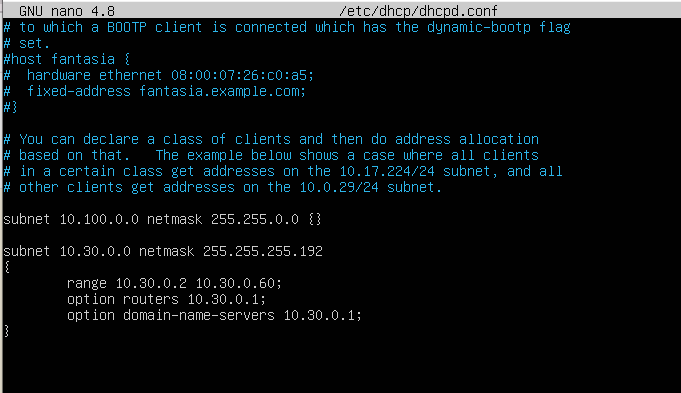 GNU nano 4.8 /etc/dhcp/dhcpd.conf
# to which a BOOTP client is connected which has the dynamic-bootp flag
# set.
#host fantasia {
#  hardware ethernet 08:00:07:26:c0:a5;
#  fixed-address fantasia.example.com;
#}
# You can declare a class of clients and then do address allocation
# based on that.   The example below shows a case where all clients
# in a certain class get addresses on the 10.17.224/24 subnet, and all
# other clients get addresses on the 10.0.29/24 subnet.
subnet 10.100.0.0 netmask 255.255.0.0 {}
subnet 10.30.0.0 netmask 255.255.255.192
{
        range 10.30.0.2 10.30.0.60;
        option routers 10.30.0.1;
        option domain-name-servers 10.30.0.1;
}